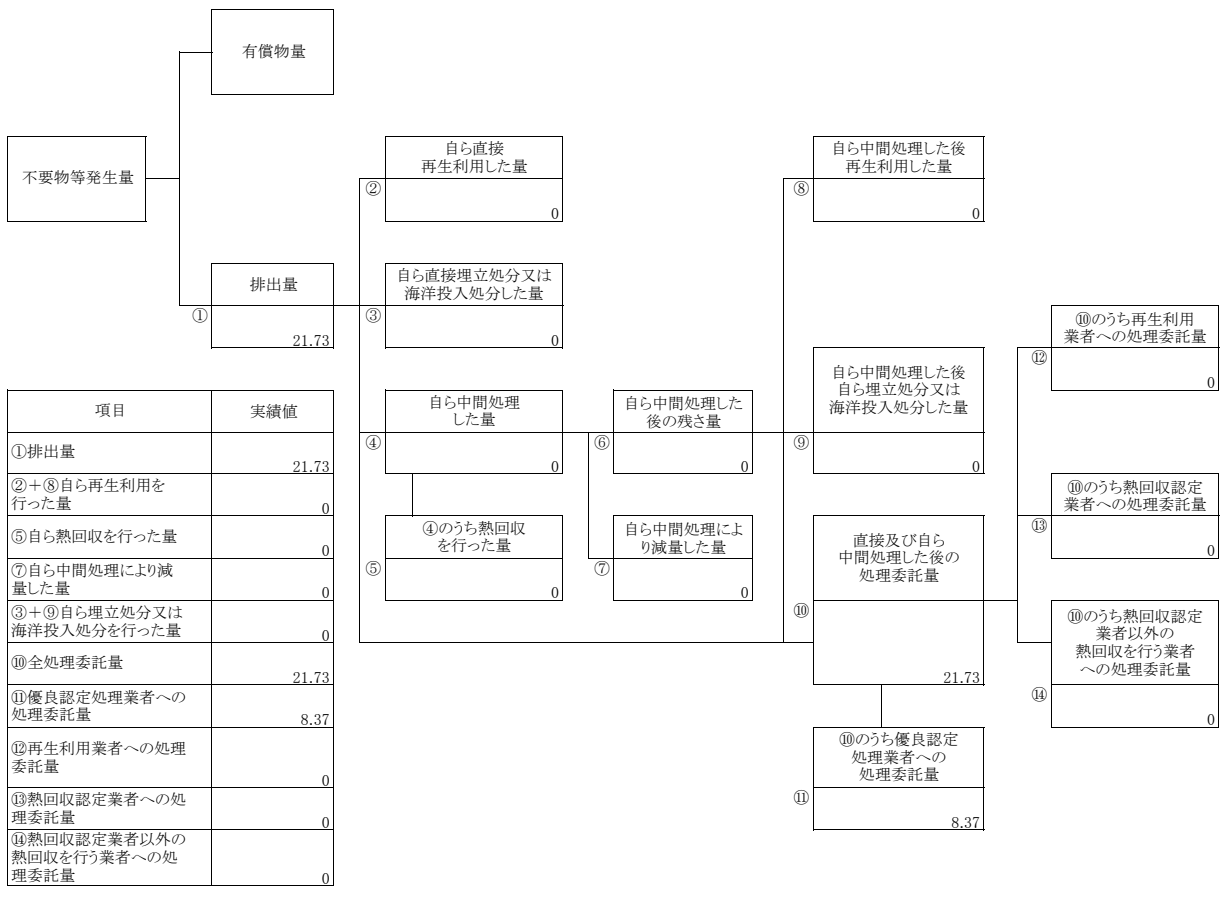 有償物量
不要物等発生量
自ら直接
再生利用した量
②
0
自ら中間処理した後
再生利用した量
⑧
0
排出量
①
21.73
自ら直接埋立処分又は
海洋投入処分した量
③
0
⑩のうち再生利用
業者への処理委託量
⑫
0
自ら中間処理した後
自ら埋立処分又は
海洋投入処分した量
⑨
0
自ら中間処理
した量
④
0
自ら中間処理した
後の残さ量
⑥
0
⑩のうち熱回収認定
業者への処理委託量
⑬
0
④のうち熱回収
を行った量
⑤
0
自ら中間処理によ
り減量した量
⑦
0
直接及び自ら
中間処理した後の
処理委託量
⑩
21.73
⑩のうち熱回収認定
業者以外の
熱回収を行う業者
への処理委託量
⑭
0
⑩のうち優良認定
処理業者への
処理委託量
⑪
8.37
項目 実績値
①排出量
21.73
②+⑧自ら再生利用を
行った量
0
⑤自ら熱回収を行った量
0
⑦自ら中間処理により減
量した量
0
③+⑨自ら埋立処分又は
海洋投入処分を行った量
0
⑩全処理委託量
21.73
⑪優良認定処理業者への
処理委託量
8.37
⑫再生利用業者への処理
委託量
0
⑬熱回収認定業者への処
理委託量
0
⑭熱回収認定業者以外の
熱回収を行う業者への処
理委託量
0